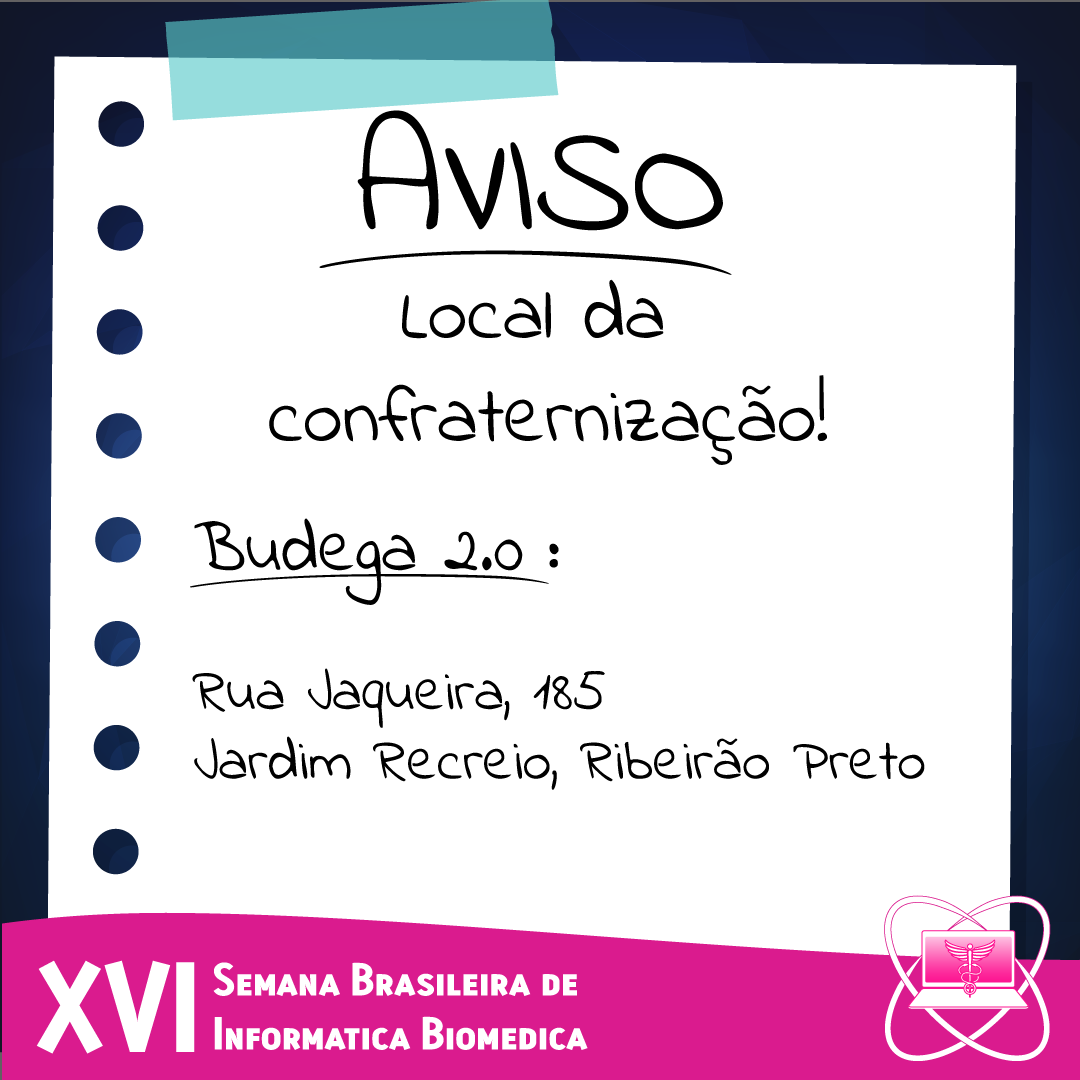 Aviso
Local da
confraternização!
Budega 2.0 :
Rua Jaqueira, 185
Jardim Recreio, Ribeirão Preto
XVI
SEMANA BRASILEIRA DE
INFORMATICA BIOMEDICA